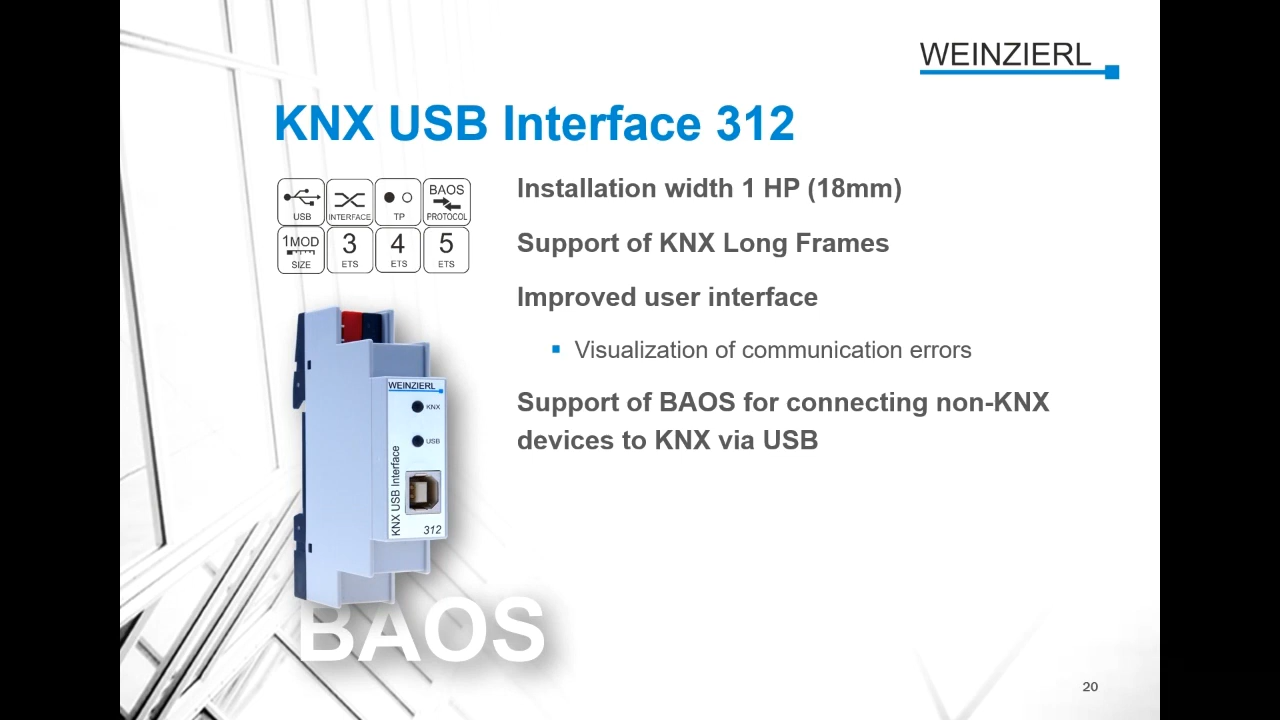 WEINZIERL
KNX USB Interface 312
USB
INTERFACE
TP
BAOS
PROTOCOL
1MOD
SIZE
3
ETS
4
ETS
5
ETS
Installation width 1 HP (18mm)
Support of KNX Long Frames
Improved user interface
Visualization of communication errors
Support of BAOS for connecting non-KNX
devices to KNX via USB
WEINZIERL
KNX
USB
KNX USB Interface
312
BAOS
20